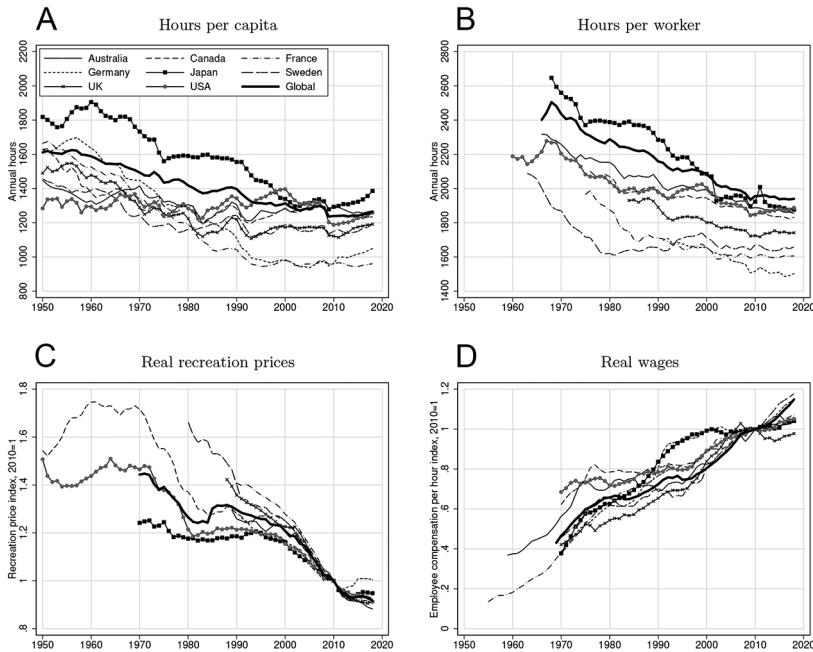 A Hours per capita
2200
2000
1800
1600
1400
1200
1000
800
Annual hours
Australia Canada France
Germany Japan Sweden
UK USA Global
1950 1960 1970 1980 1990 2000 2010 2020
B Hours per worker
2800
2600
2400
2200
2000
1800
1600
1400
Annual hours
1950 1960 1970 1980 1990 2000 2010 2020
C Real recreation prices
1.8
1.6
1.4
1.2
1
.8
Recreation price index, 2010=1
1950 1960 1970 1980 1990 2000 2010 2020
D Real wages
1.2
1
.8
.6
.4
.2
0
Employee compensation per hour index, 2010=1
1950 1960 1970 1980 1990 2000 2010 2020